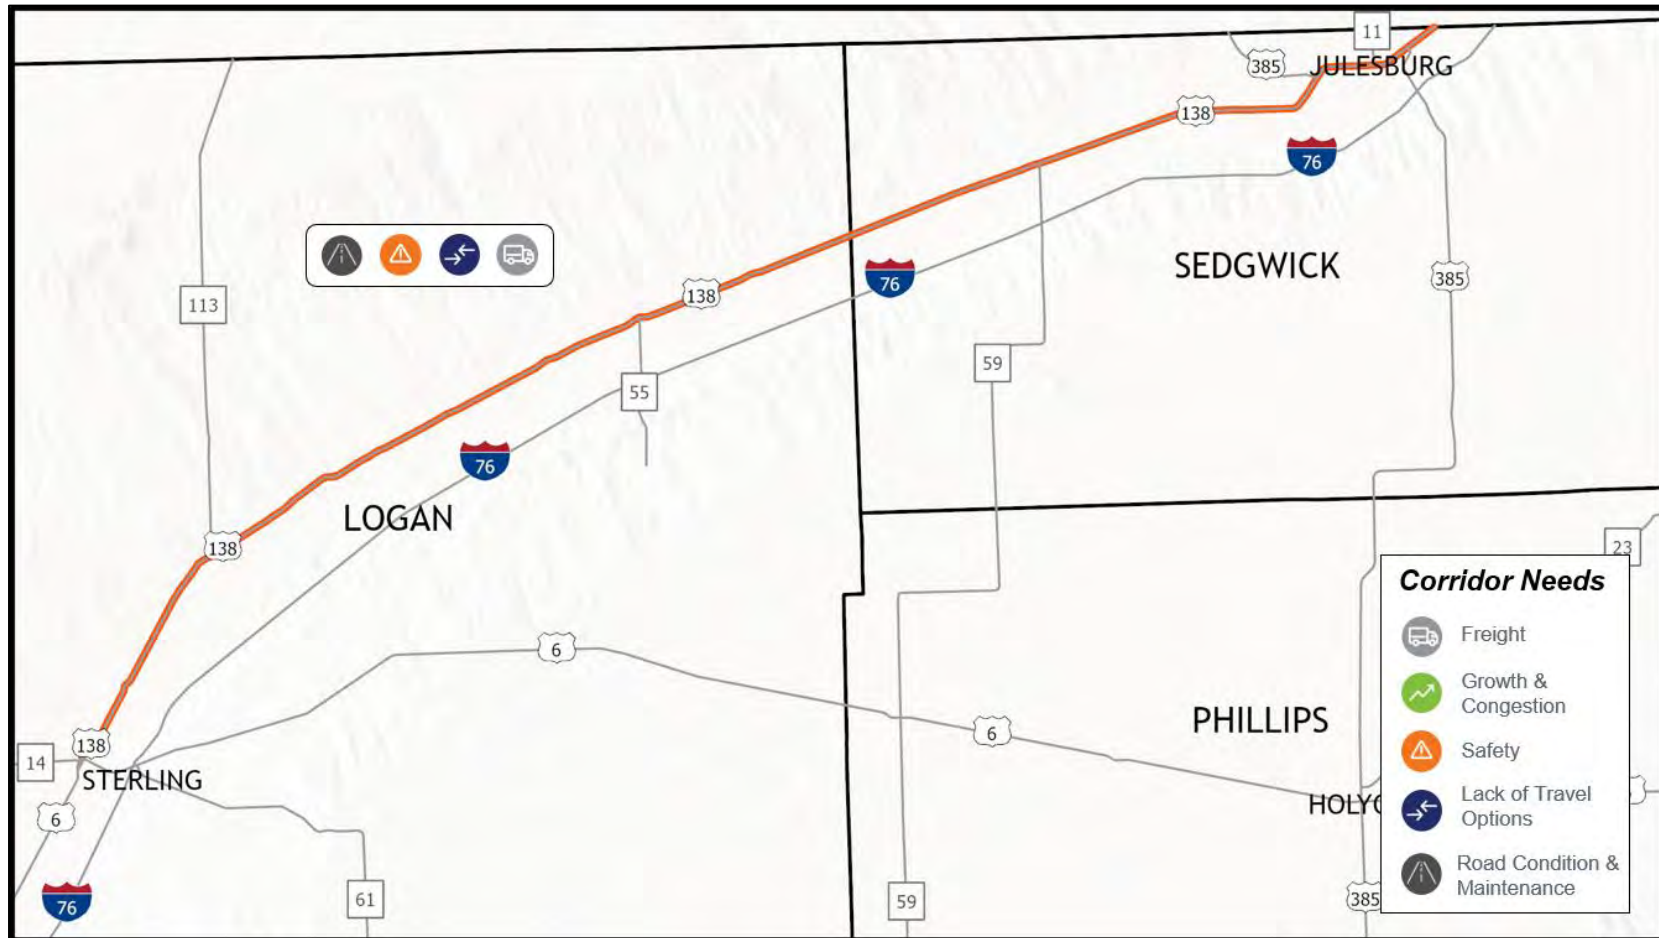 11
385
JULESBURG
138
76
SEDGWICK
76
385
138
113
59
55
76
LOGAN
138
23
Corridor Needs
Freight
Growth &
Congestion
Safety
Lack of Travel
Options
Road Condition &
Maintenance
6
PHILLIPS
6
138
14
STERLING
6
76
61
59
385